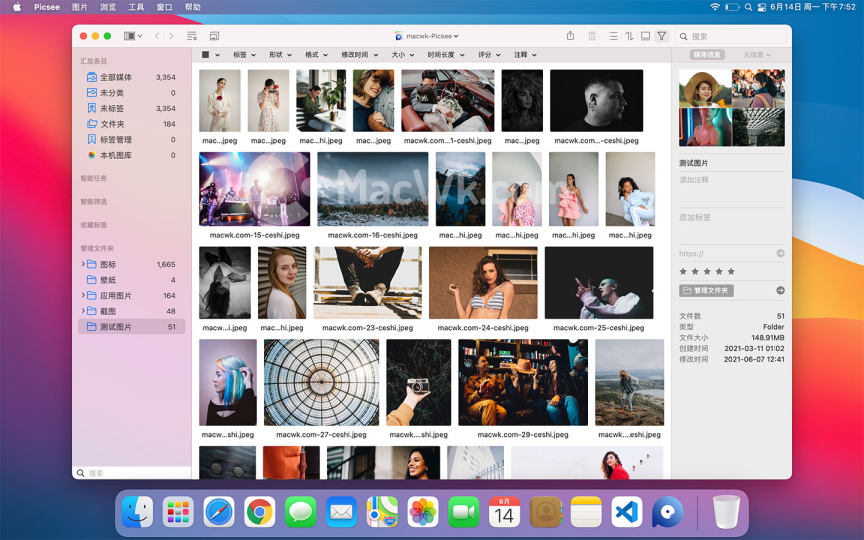 Picsee 图片 浏览 工具 窗口 帮助
6月14日 周一 下午7:52
macwk-Picsee
搜索
标签 形状 格式 修改时间 大小 时间长度 评分 注释
媒体信息 元信息
汇总条目
全部媒体 3,354
未分类 0
未标签 3,354
文件夹 184
标签管理 0
本机图库 0
智能任务
智能筛选
收藏标签
管理文件夹
图标 1,665
壁纸 4
应用图片 164
截图 48
测试图片 51
搜索
mac....jpeg mac....jpeg mac...hi.jpeg mac....jpeg macwk.com...1-ceshi.jpeg mac....jpeg macwk.com...-ceshi.jpeg
MacWk.com
macwk.com-15-ceshi.jpeg macwk.com-16-ceshi.jpeg mac...hi.jpeg mac...hi.jpeg mac...hi.jpeg mac...hi.jpeg
macw...i.jpeg mac...hi.jpeg macwk.com-23-ceshi.jpeg macwk.com-24-ceshi.jpeg macwk.com-25-ceshi.jpeg
macw...shi.jpeg macwk.com-27-ceshi.jpeg macwk....shi.jpeg macwk.com-29-ceshi.jpeg macwk....eshi.jpeg
测试图片
添加注释
添加标签
https://
管理文件夹
文件数 51
类型 Folder
文件大小 148.91MB
创建时间 2021-03-11 01:02
修改时间 2021-06-07 12:41
6月
14